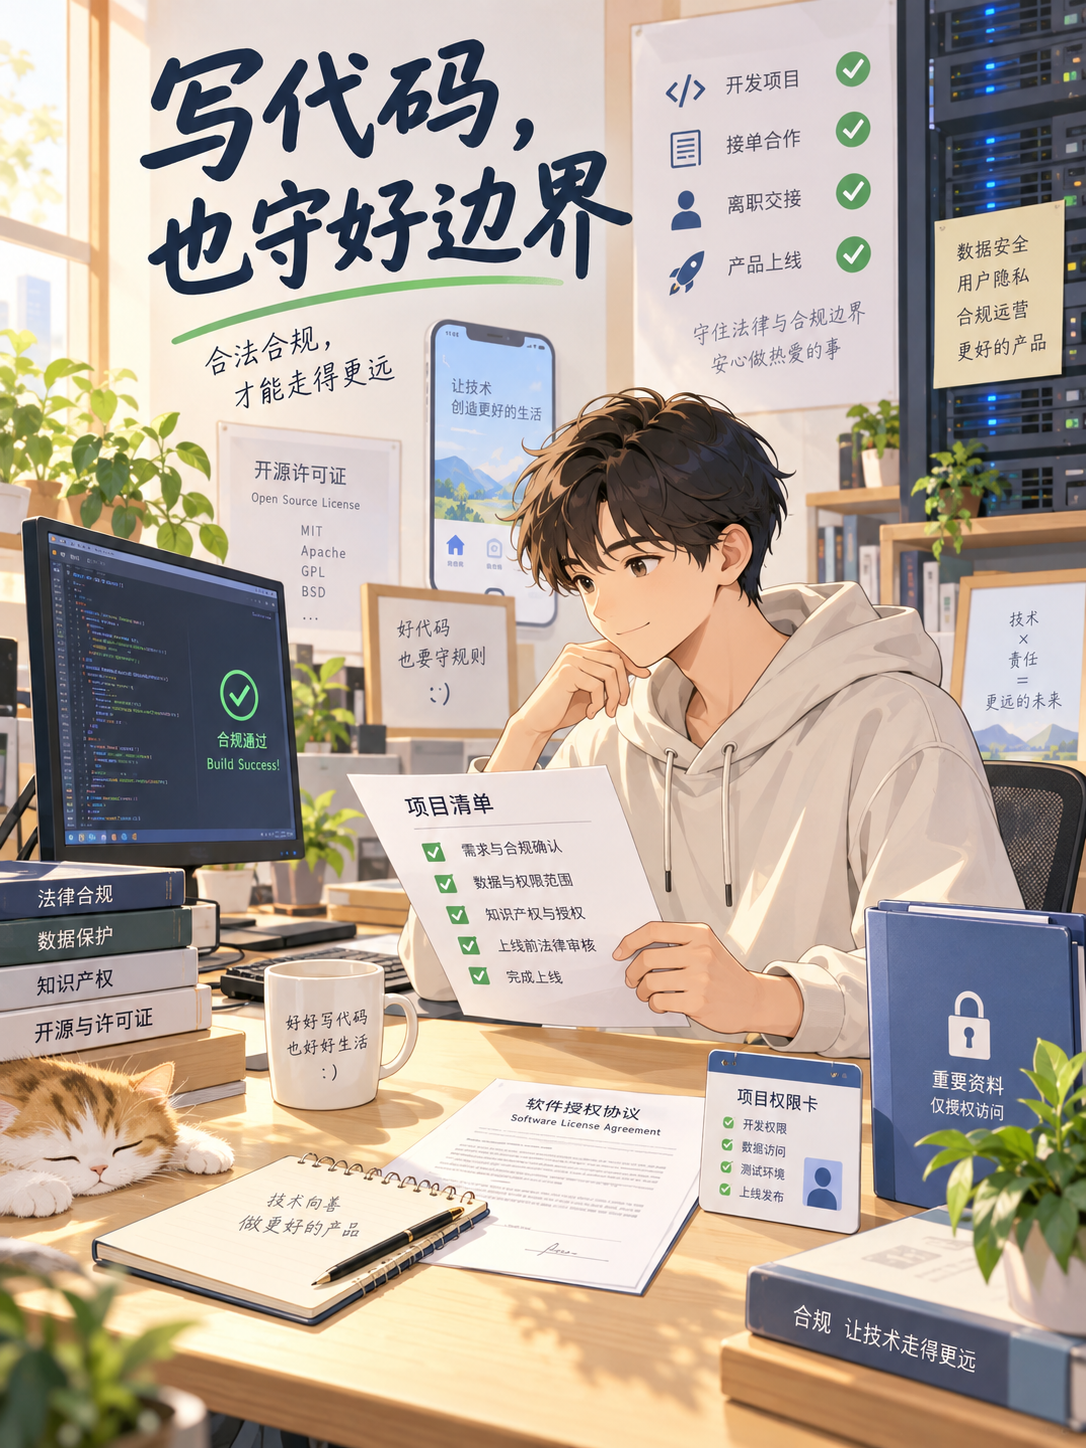 写代码，
也守好边界
合法合规，
才能走得更远
开发项目
接单合作
离职交接
产品上线
守住法律与合规边界
安心做热爱的事
数据安全
用户隐私
合规运营
更好的产品
11:05
让技术
创造更好的生活
开源许可证
Open Source License
MIT
Apache
GPL
BSD
...
好代码
也要守规则
:)
技术
×
责任
=
更远的未来
合规通过
Build Success!
项目清单
需求与合规确认
数据与权限范围
知识产权与授权
上线前法律审核
完成上线
法律合规
数据保护
知识产权
开源与许可证
好好写代码
也好好生活
:)
重要资料
仅授权访问
软件授权协议
Software License Agreement
项目权限卡
开发权限
数据访问
测试环境
上线发布
技术向善
做更好的产品
合规 让技术走得更远